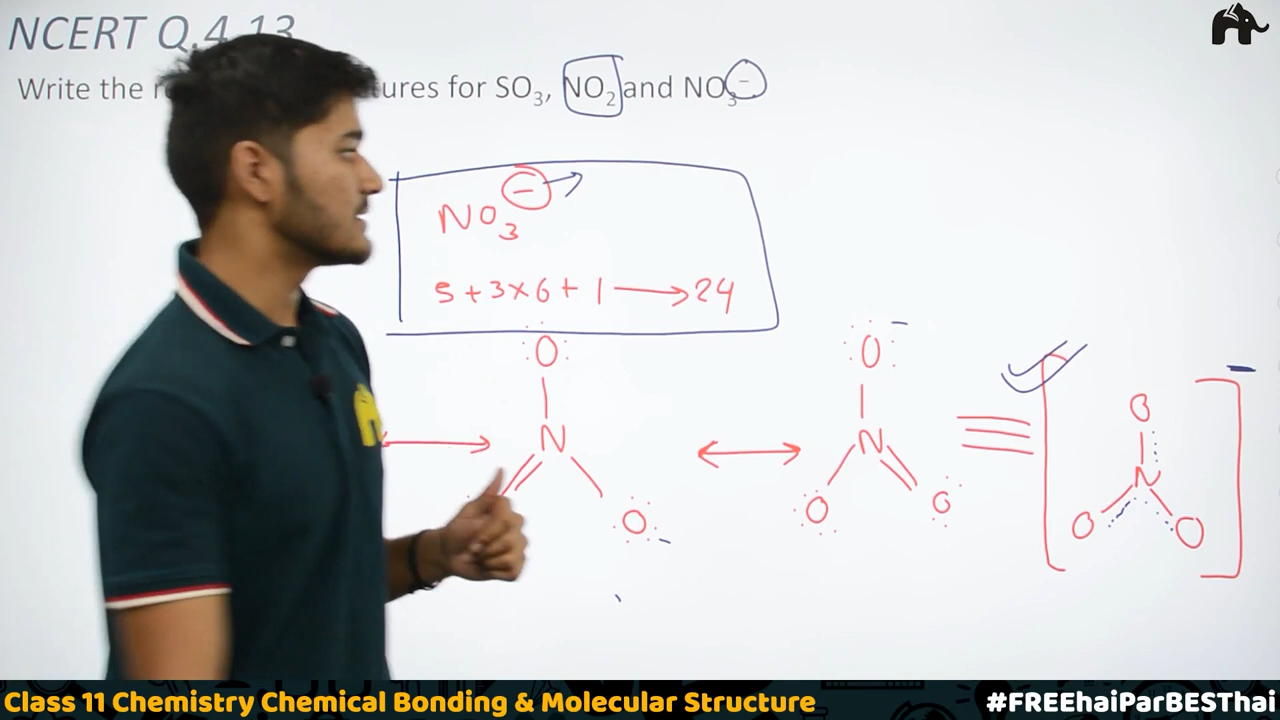 NCERT Q.4.13
Write the r tures for SO₃, NO₂ and NO₃⁻
NO₃⁻
5+3×6+1⟶24
O
N
O
O⁻
N
O
O
O
N
O
O
Class 11 Chemistry Chemical Bonding & Molecular Structure
#FREEhaiParBESThai